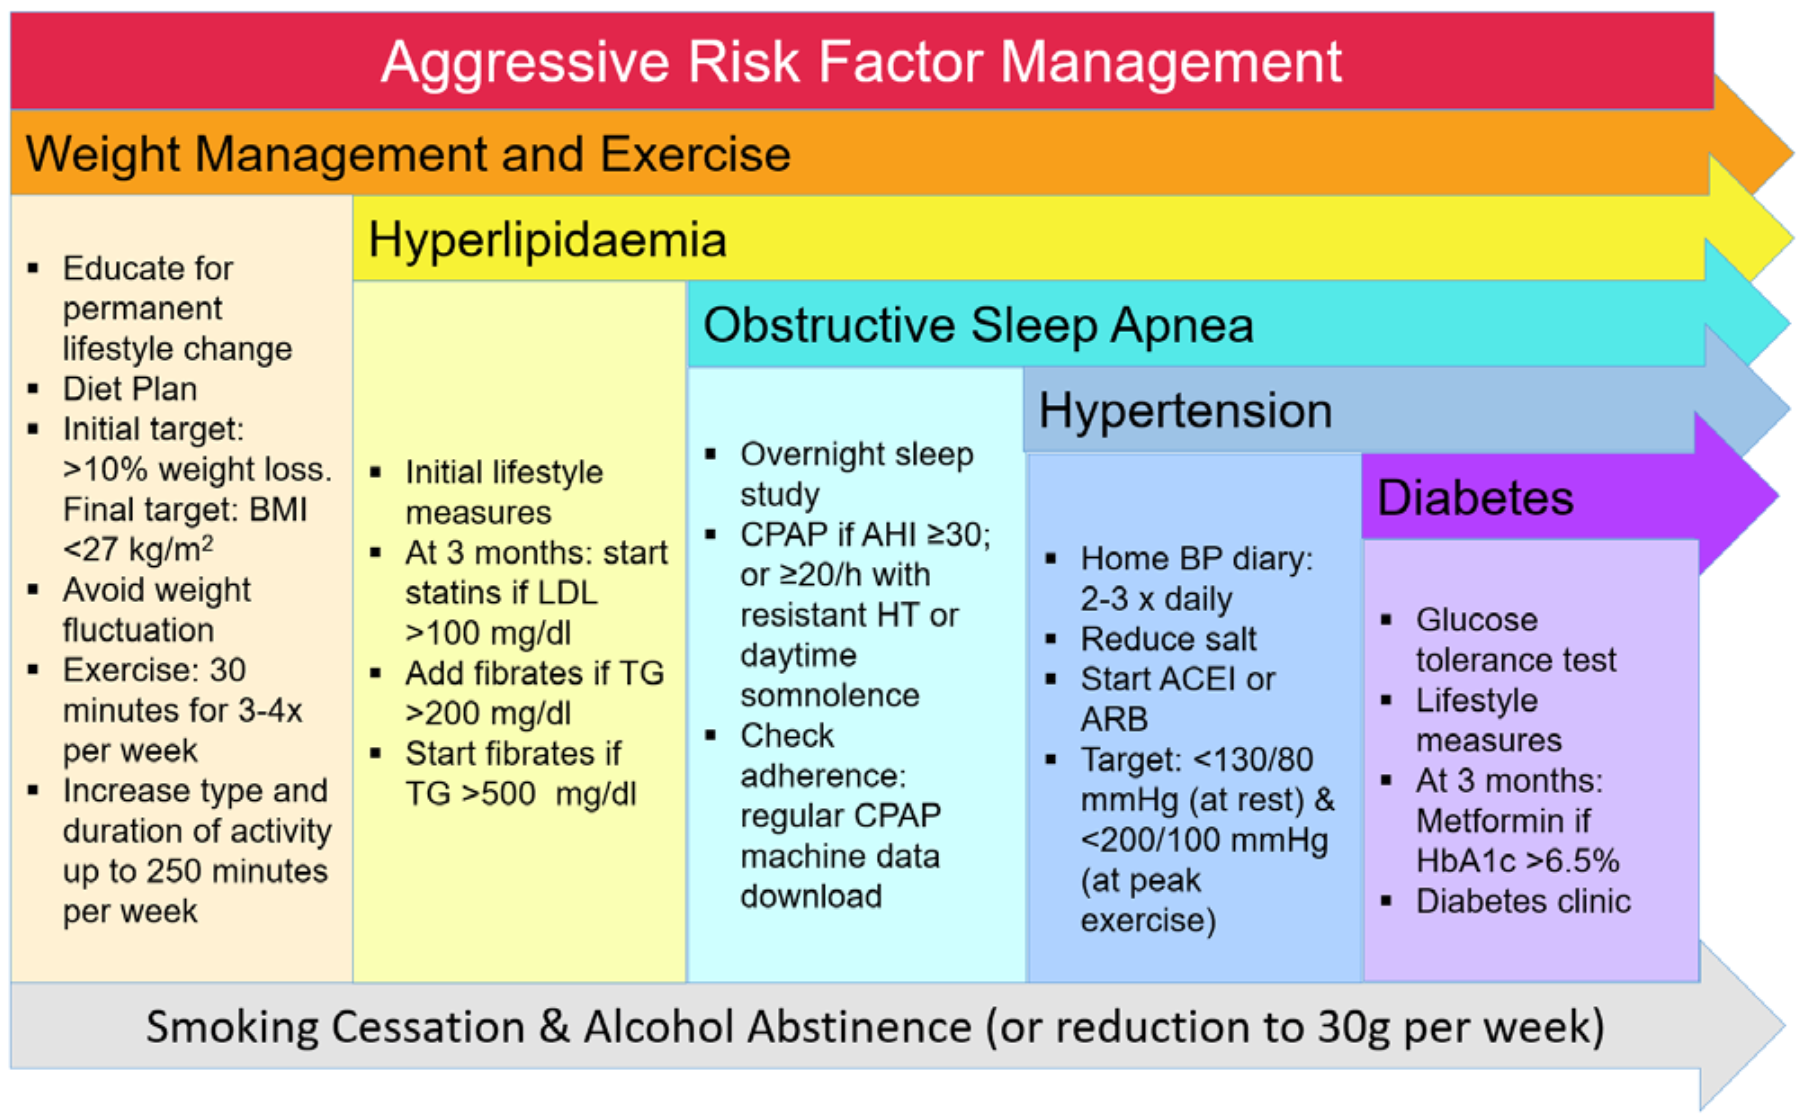 Aggressive Risk Factor Management
Weight Management and Exercise
▪ Educate for
permanent
lifestyle change
▪ Diet Plan
▪ Initial target:
>10% weight loss.
Final target: BMI
<27 kg/m²
▪ Avoid weight
fluctuation
▪ Exercise: 30
minutes for 3-4x
per week
▪ Increase type and
duration of activity
up to 250 minutes
per week
Hyperlipidaemia
▪ Initial lifestyle
measures
▪ At 3 months: start
statins if LDL
>100 mg/dl
▪ Add fibrates if TG
>200 mg/dl
▪ Start fibrates if
TG >500 mg/dl
Obstructive Sleep Apnea
▪ Overnight sleep
study
▪ CPAP if AHI ≥30;
or ≥20/h with
resistant HT or
daytime
somnolence
▪ Check
adherence:
regular CPAP
machine data
download
Hypertension
▪ Home BP diary:
2-3 x daily
▪ Reduce salt
▪ Start ACEI or
ARB
▪ Target: <130/80
mmHg (at rest) &
<200/100 mmHg
(at peak
exercise)
Diabetes
▪ Glucose
tolerance test
▪ Lifestyle
measures
▪ At 3 months:
Metformin if
HbA1c >6.5%
▪ Diabetes clinic
Smoking Cessation & Alcohol Abstinence (or reduction to 30g per week)